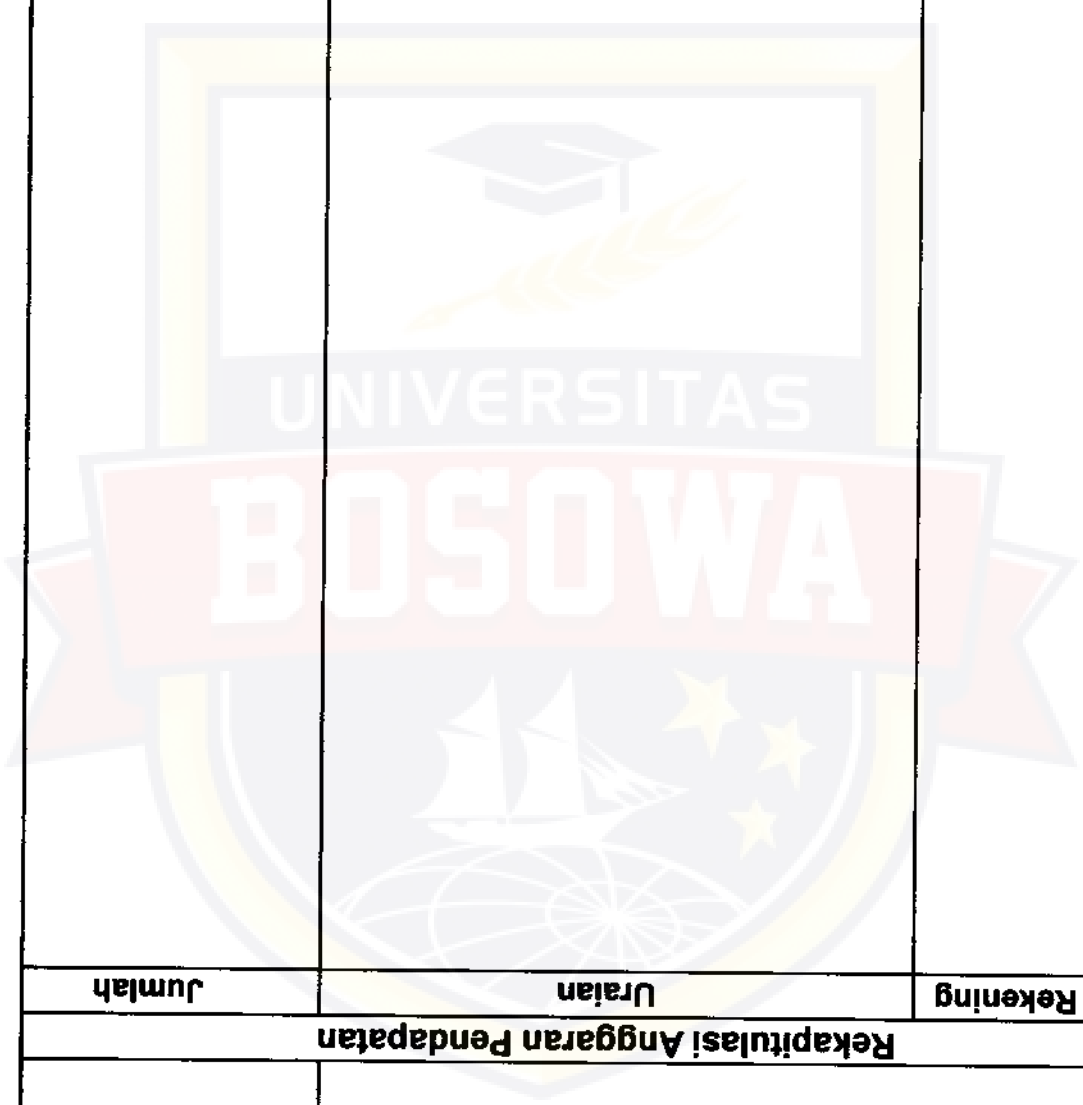 Rekapitulasi Anggaran Pendapatan
Rekening Uraian Jumlah
UNIVERSITAS
BOSOWA